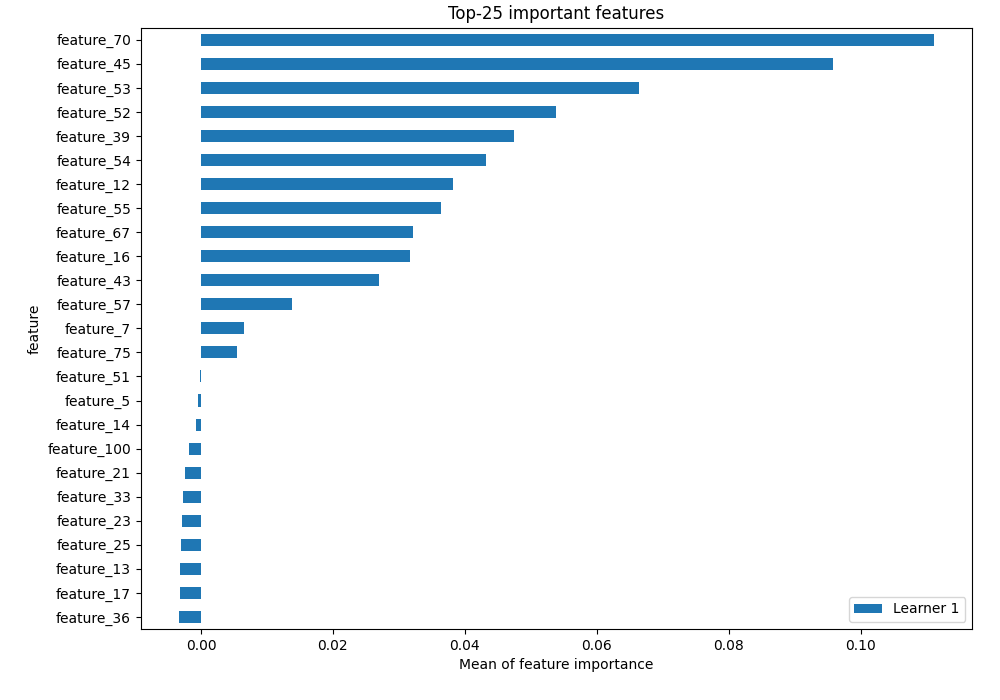 Top-25 important features
feature_70
feature_45
feature_53
feature_52
feature_39
feature_54
feature_12
feature_55
feature_67
feature_16
feature_43
feature_57
feature_7
feature_75
feature_51
feature_5
feature_14
feature_100
feature_21
feature_33
feature_23
feature_25
feature_13
feature_17
feature_36
feature
Learner 1
0.00 0.02 0.04 0.06 0.08 0.10
Mean of feature importance